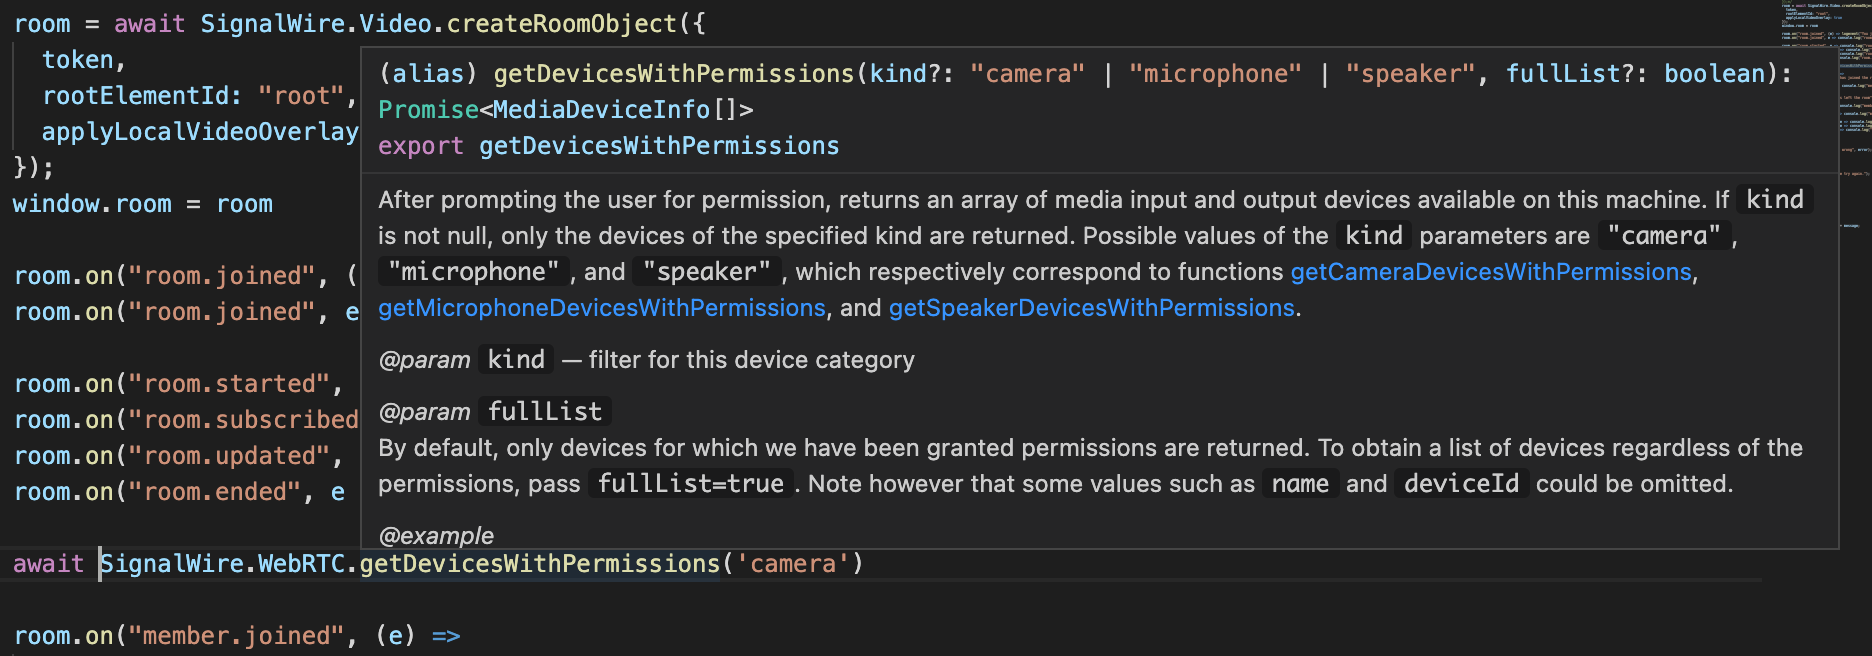 room = await SignalWire.Video.createRoomObject({
token,
rootElementId: "root",
applyLocalVideoOverlay
});
window.room = room
room.on("room.joined", (
room.on("room.joined", e
room.on("room.started",
room.on("room.subscribed
room.on("room.updated",
room.on("room.ended", e
(alias) getDevicesWithPermissions(kind?: "camera" | "microphone" | "speaker", fullList?: boolean):
Promise<MediaDeviceInfo[]>
export getDevicesWithPermissions
After prompting the user for permission, returns an array of media input and output devices available on this machine. If kind
is not null, only the devices of the specified kind are returned. Possible values of the kind parameters are "camera",
"microphone", and "speaker", which respectively correspond to functions getCameraDevicesWithPermissions,
getMicrophoneDevicesWithPermissions, and getSpeakerDevicesWithPermissions.
@param kind — filter for this device category
@param fullList
By default, only devices for which we have been granted permissions are returned. To obtain a list of devices regardless of the
permissions, pass fullList=true. Note however that some values such as name and deviceId could be omitted.
@example
await SignalWire.WebRTC.getDevicesWithPermissions('camera')
room.on("member.joined", (e) =>